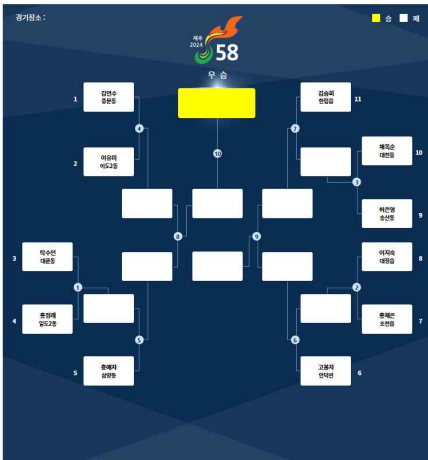 경기장소 :
승 패
제주
2024
58
우 승
1
김연수
중문동
김승희
한림읍
11
4
7
2
이유미
이도2동
10
채옥순
대천동
10
3
허은영
송산동
9
8
9
3
탁수인
대륜동
이지숙
대정읍
8
1
2
4
홍정래
일도2동
홍채은
조천읍
7
5
6
5
홍애자
삼양동
고봉자
안덕면
6